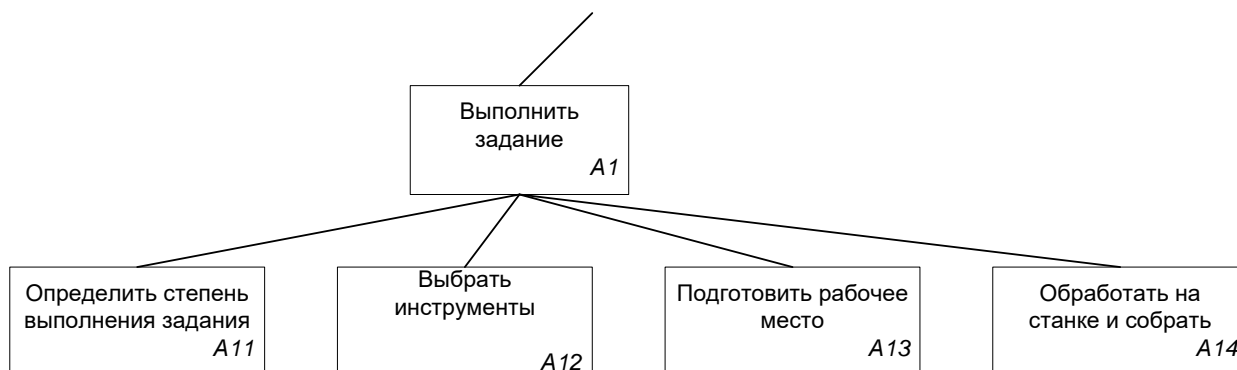 Выполнить
задание
A1
Определить степень
выполнения задания
A11
Выбрать
инструменты
A12
Подготовить рабочее
место
A13
Обработать на
станке и собрать
A14